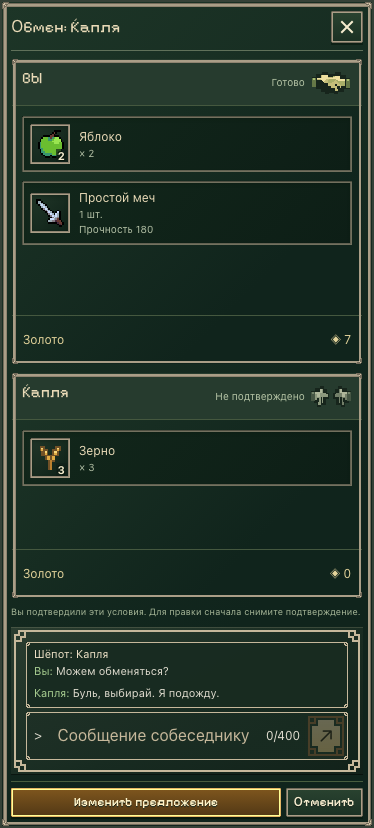 Обмен: Капля
ВЫ
Готово
2
Яблоко
× 2
Простой меч
1 шт.
Прочность 180
Золото
7
Капля
Не подтверждено
3
Зерно
× 3
Золото
0
Вы подтвердили эти условия. Для правки сначала снимите подтверждение.
Шёпот: Капля
Вы: Можем обменяться?
Капля: Буль, выбирай. Я подожду.
> Сообщение собеседнику 0/400
Изменить предложение
Отменить